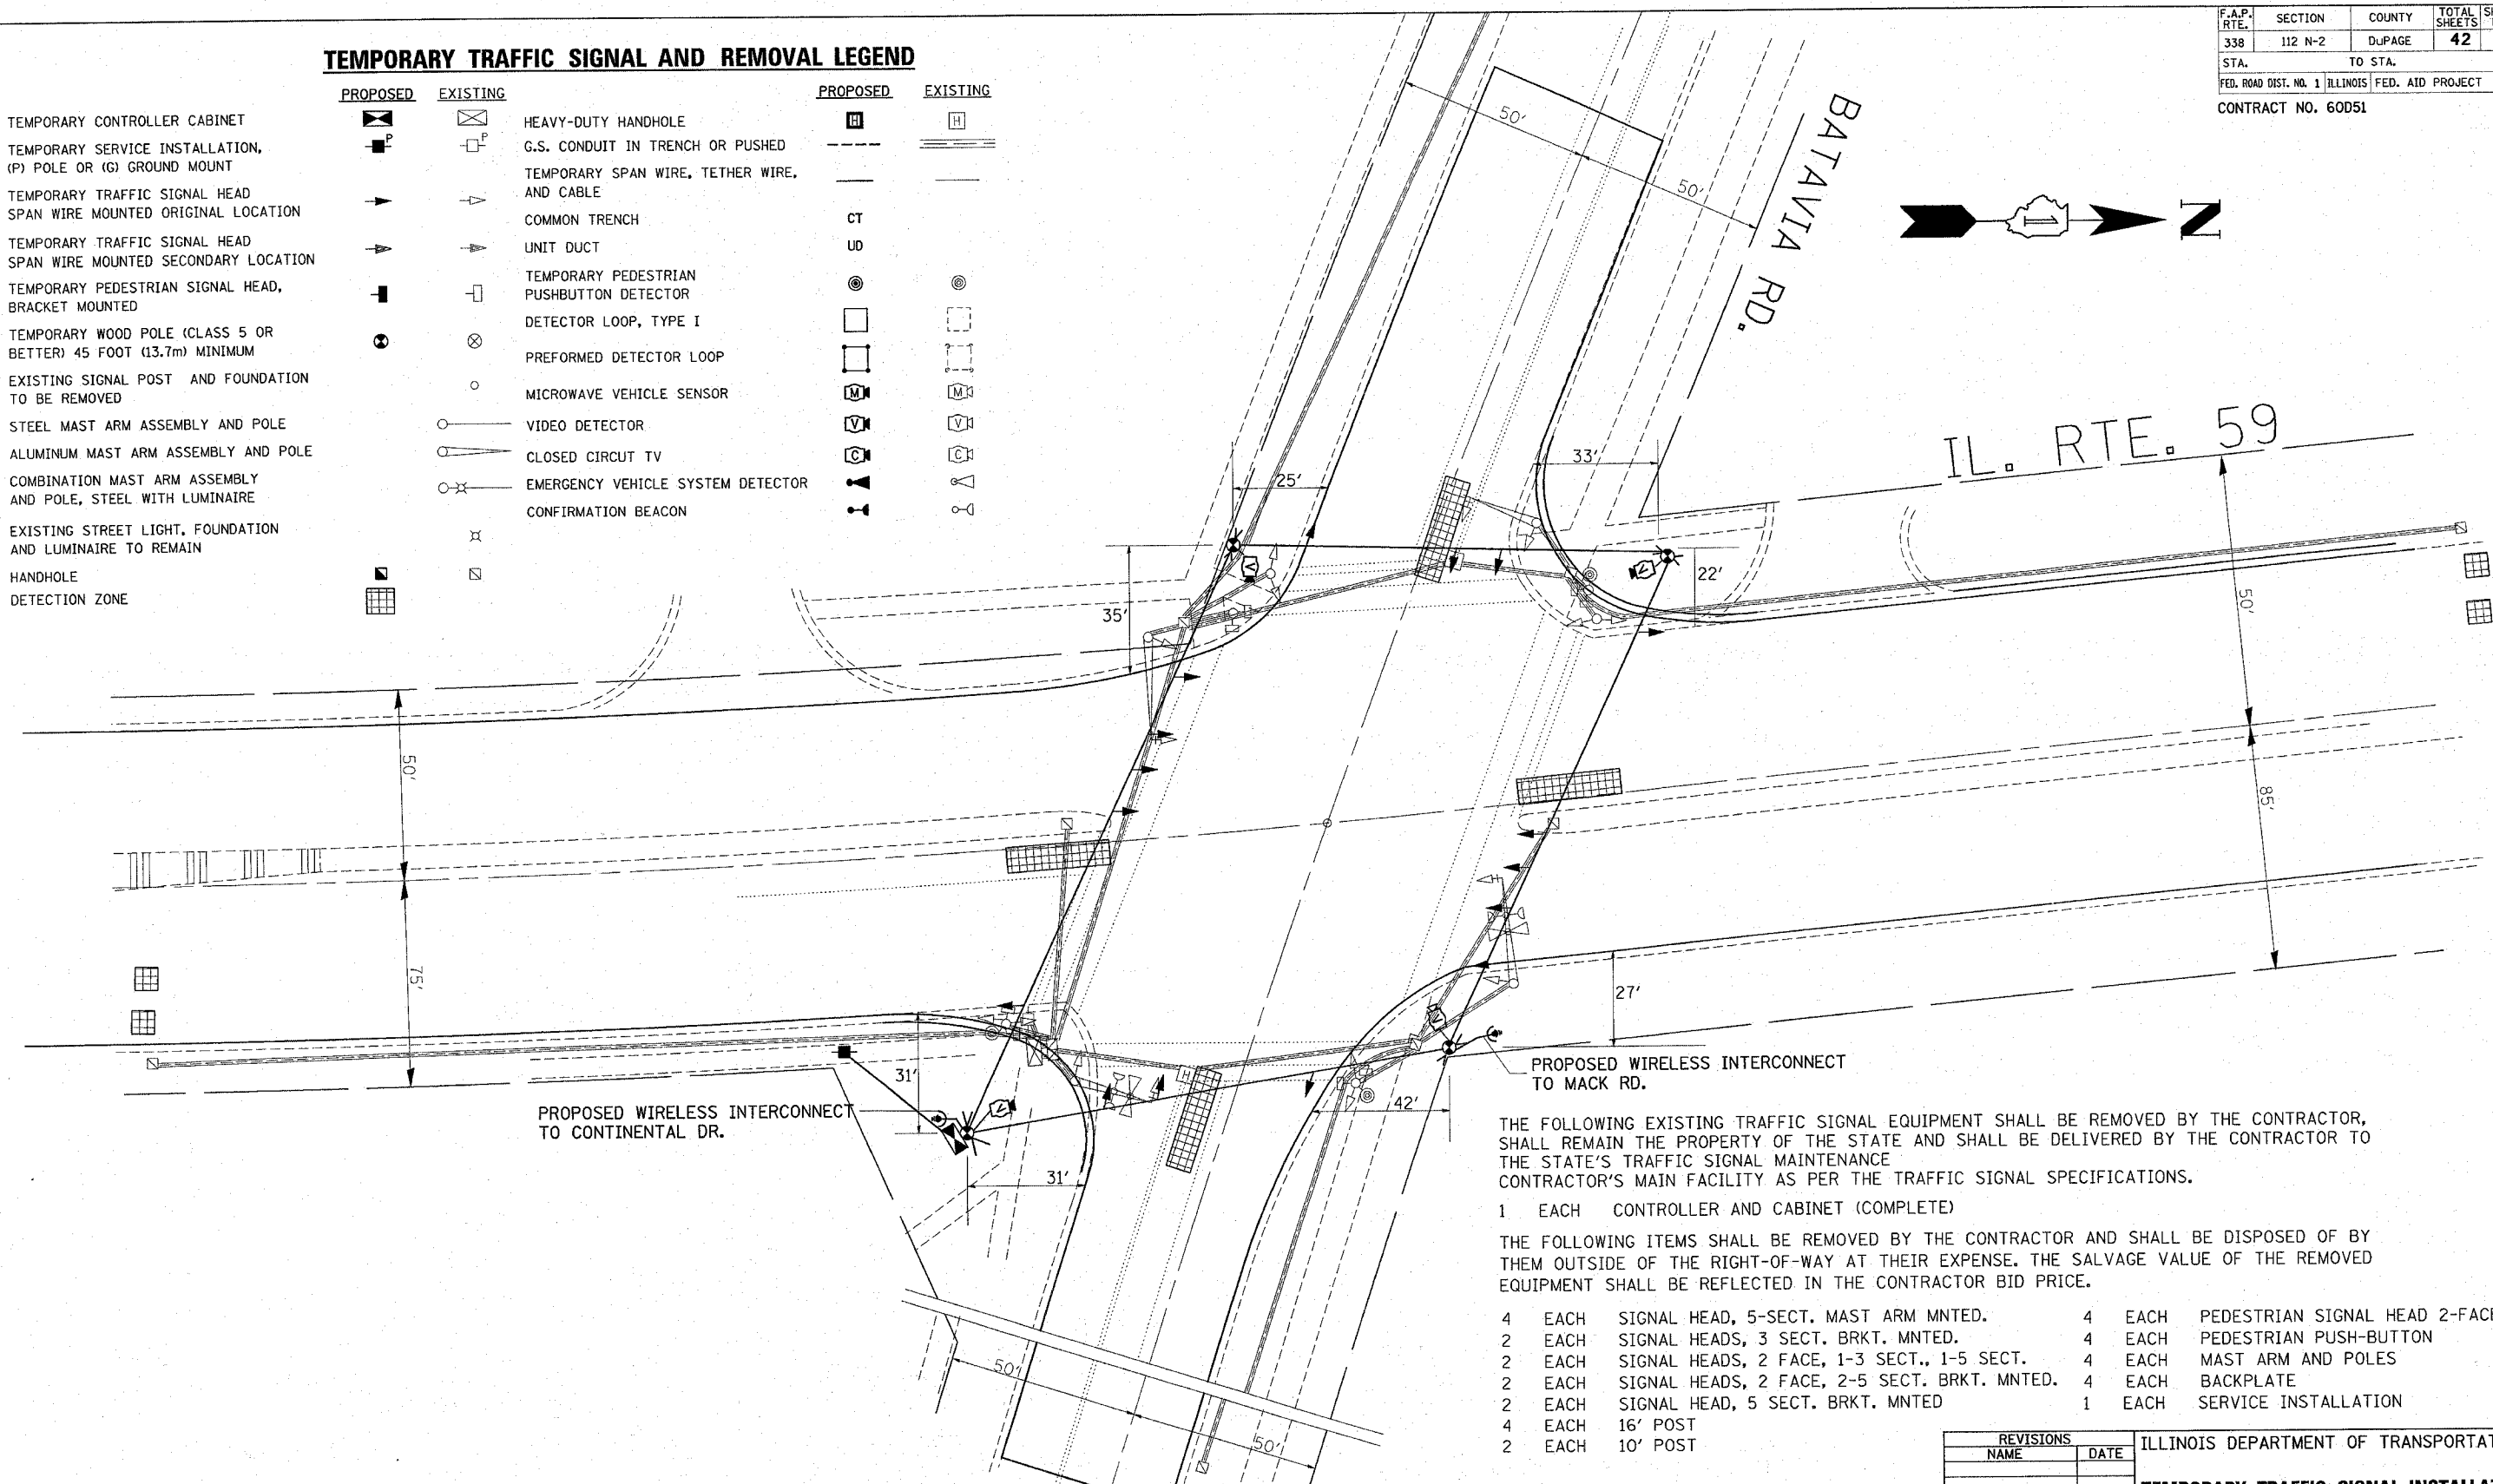 TEMPORARY TRAFFIC SIGNAL AND REMOVAL LEGEND
PROPOSED EXISTING
TEMPORARY CONTROLLER CABINET
TEMPORARY SERVICE INSTALLATION,
(P) POLE OR (G) GROUND MOUNT
P P
TEMPORARY TRAFFIC SIGNAL HEAD
SPAN WIRE MOUNTED ORIGINAL LOCATION
TEMPORARY TRAFFIC SIGNAL HEAD
SPAN WIRE MOUNTED SECONDARY LOCATION
TEMPORARY PEDESTRIAN SIGNAL HEAD,
BRACKET MOUNTED
TEMPORARY WOOD POLE (CLASS 5 OR
BETTER) 45 FOOT (13.7m) MINIMUM
EXISTING SIGNAL POST AND FOUNDATION
TO BE REMOVED
STEEL MAST ARM ASSEMBLY AND POLE
ALUMINUM MAST ARM ASSEMBLY AND POLE
COMBINATION MAST ARM ASSEMBLY
AND POLE, STEEL WITH LUMINAIRE
EXISTING STREET LIGHT, FOUNDATION
AND LUMINAIRE TO REMAIN
HANDHOLE
DETECTION ZONE
PROPOSED EXISTING
HEAVY-DUTY HANDHOLE H H
G.S. CONDUIT IN TRENCH OR PUSHED
TEMPORARY SPAN WIRE, TETHER WIRE,
AND CABLE
COMMON TRENCH CT
UNIT DUCT UD
TEMPORARY PEDESTRIAN
PUSHBUTTON DETECTOR
DETECTOR LOOP, TYPE I
PREFORMED DETECTOR LOOP
MICROWAVE VEHICLE SENSOR M M
VIDEO DETECTOR V V
CLOSED CIRCUT TV C C
EMERGENCY VEHICLE SYSTEM DETECTOR
CONFIRMATION BEACON
F.A.P. RTE. SECTION COUNTY TOTAL SHEETS
338 112 N-2 DuPAGE 42
STA. TO STA.
FED. ROAD DIST. NO. 1 ILLINOIS FED. AID PROJECT
CONTRACT NO. 60D51
BATAVIA RD.
N
IL. RTE. 59
50'
50'
25'
33'
35'
22'
V
V
50'
85'
50'
75'
31'
31'
V
V
H
H
27'
42'
50'
50'
PROPOSED WIRELESS INTERCONNECT
TO CONTINENTAL DR.
PROPOSED WIRELESS INTERCONNECT
TO MACK RD.
THE FOLLOWING EXISTING TRAFFIC SIGNAL EQUIPMENT SHALL BE REMOVED BY THE CONTRACTOR,
SHALL REMAIN THE PROPERTY OF THE STATE AND SHALL BE DELIVERED BY THE CONTRACTOR TO
THE STATE'S TRAFFIC SIGNAL MAINTENANCE
CONTRACTOR'S MAIN FACILITY AS PER THE TRAFFIC SIGNAL SPECIFICATIONS.
1 EACH CONTROLLER AND CABINET (COMPLETE)
THE FOLLOWING ITEMS SHALL BE REMOVED BY THE CONTRACTOR AND SHALL BE DISPOSED OF BY
THEM OUTSIDE OF THE RIGHT-OF-WAY AT THEIR EXPENSE. THE SALVAGE VALUE OF THE REMOVED
EQUIPMENT SHALL BE REFLECTED IN THE CONTRACTOR BID PRICE.
4 EACH SIGNAL HEAD, 5-SECT. MAST ARM MNTED.
2 EACH SIGNAL HEADS, 3 SECT. BRKT. MNTED.
2 EACH SIGNAL HEADS, 2 FACE, 1-3 SECT., 1-5 SECT.
2 EACH SIGNAL HEADS, 2 FACE, 2-5 SECT. BRKT. MNTED.
2 EACH SIGNAL HEAD, 5 SECT. BRKT. MNTED
4 EACH 16' POST
2 EACH 10' POST
4 EACH PEDESTRIAN SIGNAL HEAD 2-FAC
4 EACH PEDESTRIAN PUSH-BUTTON
4 EACH MAST ARM AND POLES
4 EACH BACKPLATE
1 EACH SERVICE INSTALLATION
REVISIONS
NAME DATE
ILLINOIS DEPARTMENT OF TRANSPORTAT